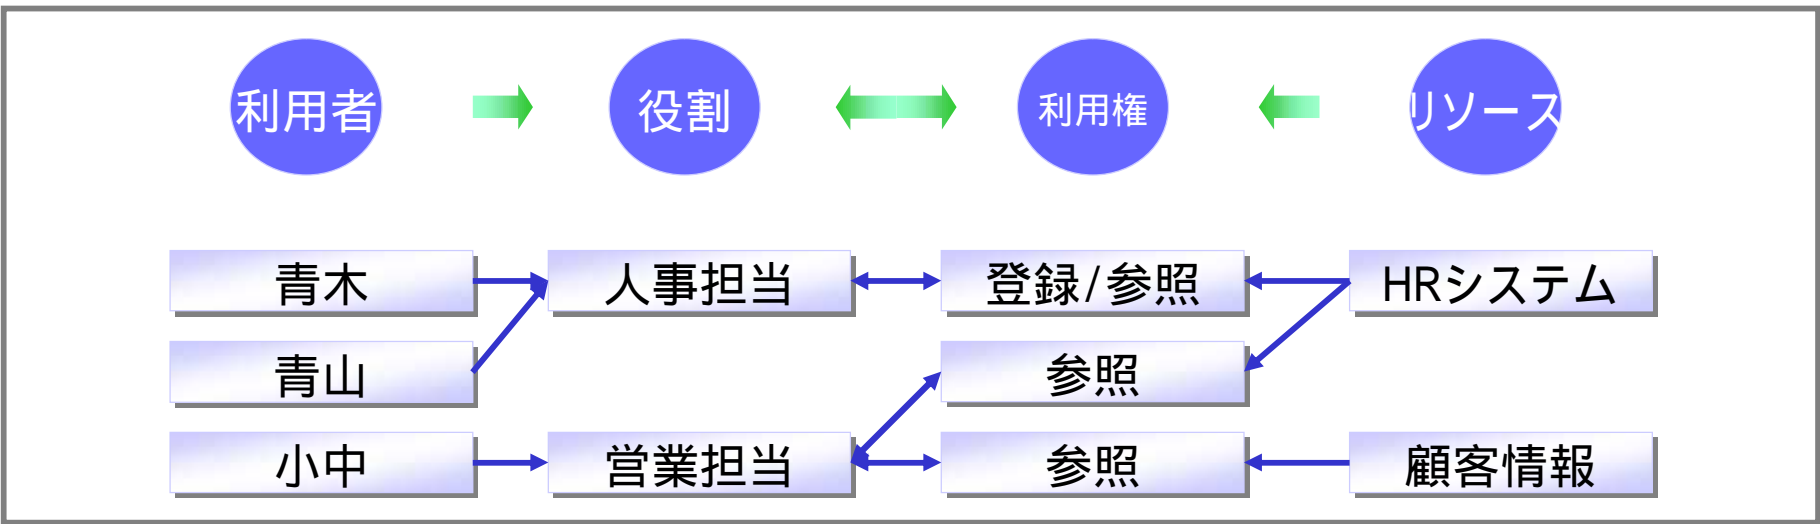 利用者 役割 利用権 リソース
青木 人事担当 登録/参照 HRシステム
青山 参照
小中 営業担当 参照 顧客情報